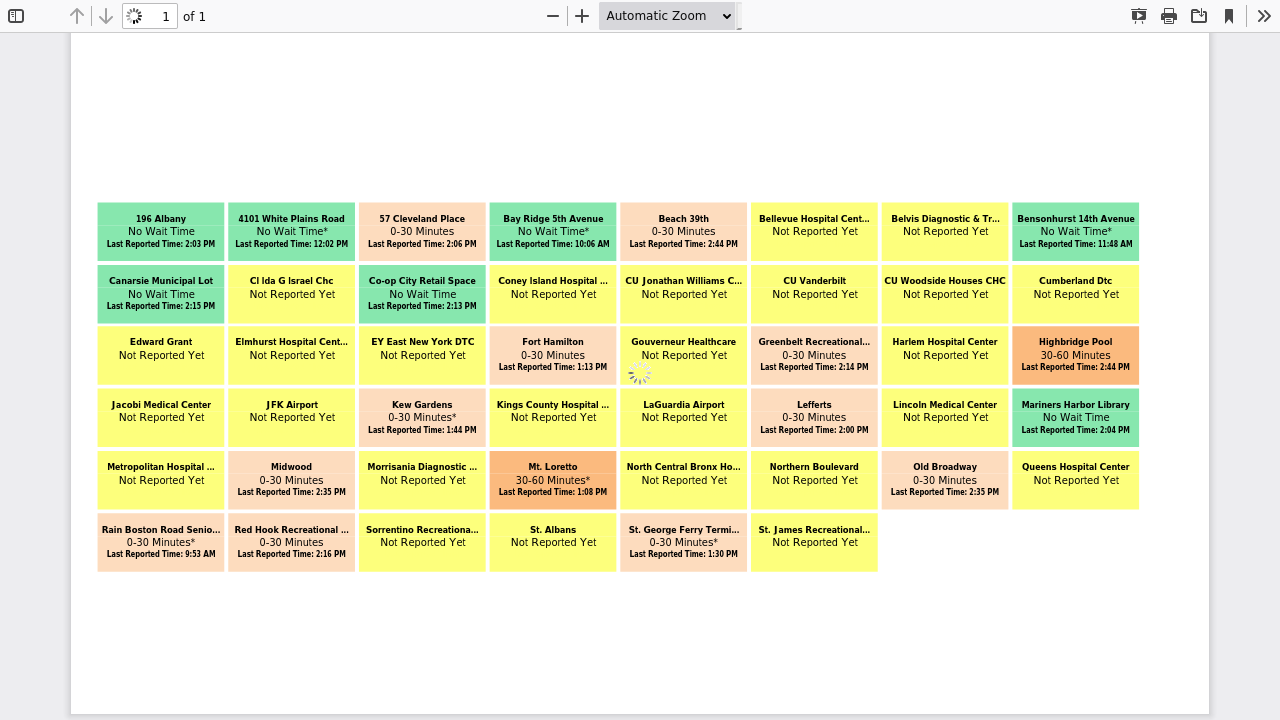 1 of 1 Automatic Zoom
196 Albany
No Wait Time
Last Reported Time: 2:03 PM
4101 White Plains Road
No Wait Time*
Last Reported Time: 12:02 PM
57 Cleveland Place
0-30 Minutes
Last Reported Time: 2:06 PM
Bay Ridge 5th Avenue
No Wait Time*
Last Reported Time: 10:06 AM
Beach 39th
0-30 Minutes
Last Reported Time: 2:44 PM
Bellevue Hospital Cent...
Not Reported Yet
Belvis Diagnostic & Tr...
Not Reported Yet
Bensonhurst 14th Avenue
No Wait Time*
Last Reported Time: 11:48 AM
Canarsie Municipal Lot
No Wait Time
Last Reported Time: 2:15 PM
CI Ida G Israel Chc
Not Reported Yet
Co-op City Retail Space
No Wait Time
Last Reported Time: 2:13 PM
Coney Island Hospital ...
Not Reported Yet
CU Jonathan Williams C...
Not Reported Yet
CU Vanderbilt
Not Reported Yet
CU Woodside Houses CHC
Not Reported Yet
Cumberland Dtc
Not Reported Yet
Edward Grant
Not Reported Yet
Elmhurst Hospital Cent...
Not Reported Yet
EY East New York DTC
Not Reported Yet
Fort Hamilton
0-30 Minutes
Last Reported Time: 1:13 PM
Gouverneur Healthcare
Not Reported Yet
Greenbelt Recreational...
0-30 Minutes
Last Reported Time: 2:14 PM
Harlem Hospital Center
Not Reported Yet
Highbridge Pool
30-60 Minutes
Last Reported Time: 2:44 PM
Jacobi Medical Center
Not Reported Yet
JFK Airport
Not Reported Yet
Kew Gardens
0-30 Minutes*
Last Reported Time: 1:44 PM
Kings County Hospital ...
Not Reported Yet
LaGuardia Airport
Not Reported Yet
Lefferts
0-30 Minutes
Last Reported Time: 2:00 PM
Lincoln Medical Center
Not Reported Yet
Mariners Harbor Library
No Wait Time
Last Reported Time: 2:04 PM
Metropolitan Hospital ...
Not Reported Yet
Midwood
0-30 Minutes
Last Reported Time: 2:35 PM
Morrisania Diagnostic ...
Not Reported Yet
Mt. Loretto
30-60 Minutes*
Last Reported Time: 1:08 PM
North Central Bronx Ho...
Not Reported Yet
Northern Boulevard
Not Reported Yet
Old Broadway
0-30 Minutes
Last Reported Time: 2:35 PM
Queens Hospital Center
Not Reported Yet
Rain Boston Road Senio...
0-30 Minutes*
Last Reported Time: 9:53 AM
Red Hook Recreational ...
0-30 Minutes
Last Reported Time: 2:16 PM
Sorrentino Recreationa...
Not Reported Yet
St. Albans
Not Reported Yet
St. George Ferry Termi...
0-30 Minutes*
Last Reported Time: 1:30 PM
St. James Recreational...
Not Reported Yet